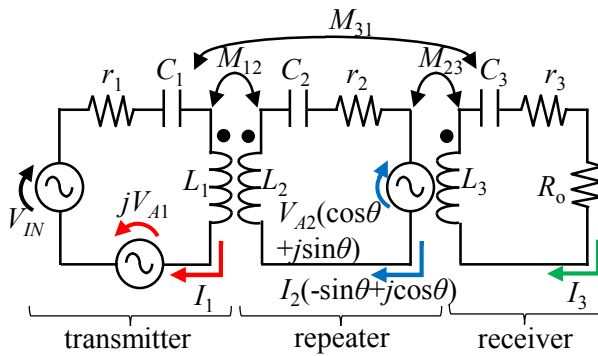 M31
M12
M23
r1
C1
C2
r2
C3
r3
L1
L2
L3
Ro
VIN
jVA1
VA2(cosθ
+jsinθ)
I1
I2(-sinθ+jcosθ)
I3
transmitter
repeater
receiver